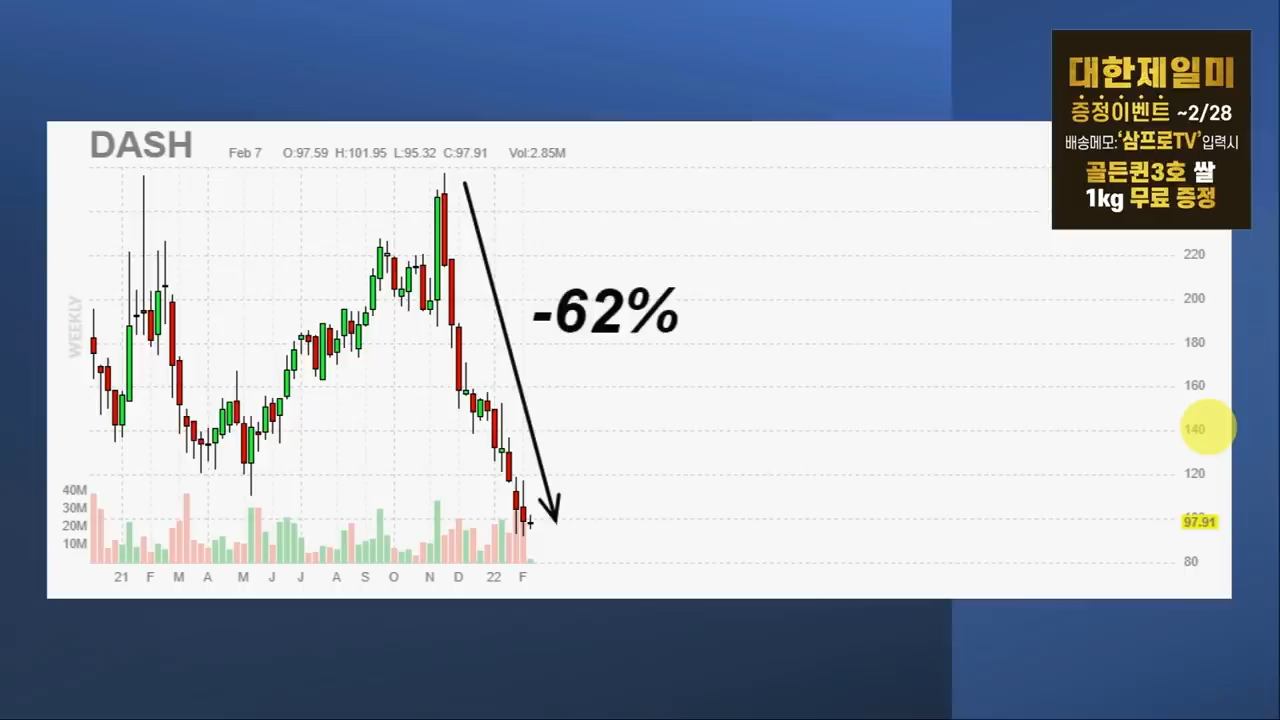 대한제일미
증정이벤트 ~2/28
배송메모:'삼프로TV'입력시
골든퀸3호 쌀
1kg 무료 증정
DASH
Feb 7 O:97.59 H:101.95 L:95.32 C:97.91 Vol:2.85M
WEEKLY
-62%
220
200
180
160
140
120
97.91
80
40M
30M
20M
10M
21 F M A M J J A S O N D 22 F